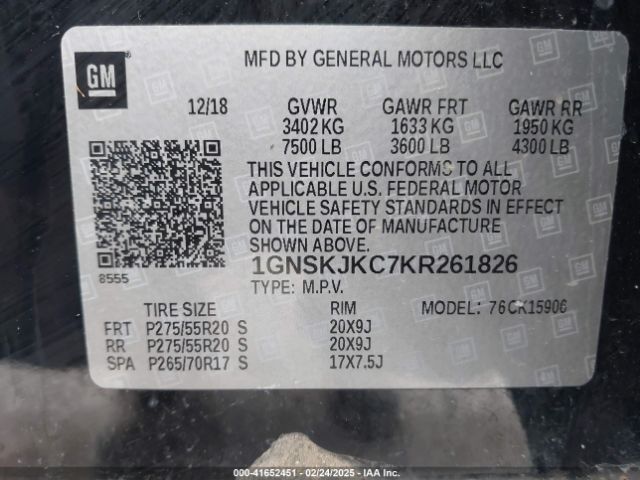 GM
MFD BY GENERAL MOTORS LLC
12/18 GVWR GAWR FRT GAWR RR
3402 KG 1633 KG 1950 KG
7500 LB 3600 LB 4300 LB
THIS VEHICLE CONFORMS TO ALL
APPLICABLE U.S. FEDERAL MOTOR
VEHICLE SAFETY STANDARDS IN EFFECT
ON THE DATE OF MANUFACTURE
SHOWN ABOVE.
8555
1GNSKJKC7KR261826
TYPE: M.P.V.
TIRE SIZE RIM MODEL: 76CK15906
FRT P275/55R20 S 20X9J
RR P275/55R20 S 20X9J
SPA P265/70R17 S 17X7.5J
000-41652451 - 02/24/2025 - IAAI.COM